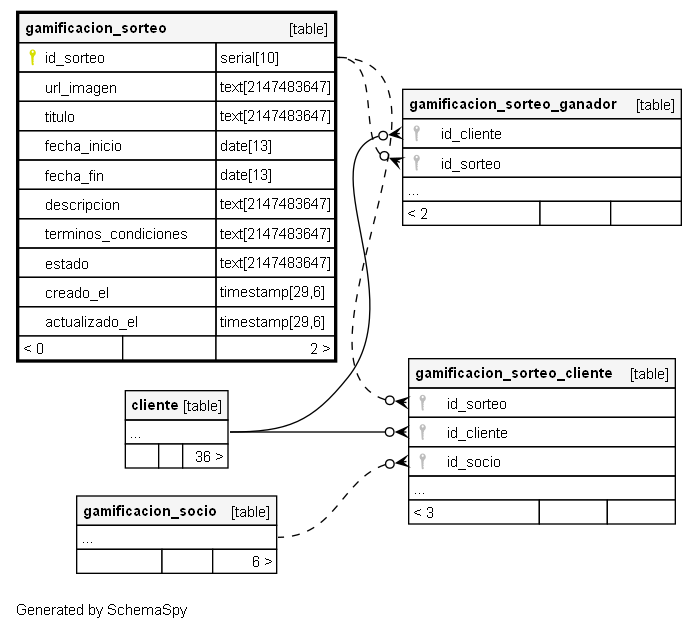 gamificacion_sorteo [table]
id_sorteo serial[10]
url_imagen text[2147483647]
titulo text[2147483647]
fecha_inicio date[13]
fecha_fin date[13]
descripcion text[2147483647]
terminos_condiciones text[2147483647]
estado text[2147483647]
creado_el timestamp[29,6]
actualizado_el timestamp[29,6]
< 0 2 >
gamificacion_sorteo_ganador [table]
id_cliente
id_sorteo
...
< 2
gamificacion_sorteo_cliente [table]
id_sorteo
id_cliente
id_socio
...
< 3
cliente [table]
...
36 >
gamificacion_socio [table]
...
6 >
Generated by SchemaSpy